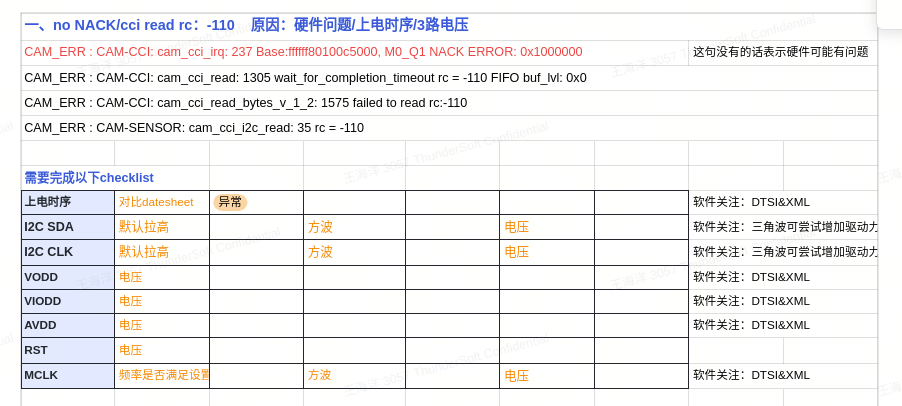 一、no NACK/cci read rc：-110 原因：硬件问题/上电时序/3路电压
CAM_ERR : CAM-CCI: cam_cci_irq: 237 Base:ffffff80100c5000, M0_Q1 NACK ERROR: 0x1000000 这句没有的话表示硬件可能有问题
CAM_ERR : CAM-CCI: cam_cci_read: 1305 wait_for_completion_timeout rc = -110 FIFO buf_lvl: 0x0
CAM_ERR : CAM-CCI: cam_cci_read_bytes_v_1_2: 1575 failed to read rc:-110
CAM_ERR : CAM-SENSOR: cam_cci_i2c_read: 35 rc = -110
需要完成以下checklist
上电时序 对比datesheet 异常 软件关注：DTSI&XML
I2C SDA 默认拉高 方波 电压 软件关注：三角波可尝试增加驱动力
I2C CLK 默认拉高 方波 电压 软件关注：三角波可尝试增加驱动力
VODD 电压 软件关注：DTSI&XML
VIODD 电压 软件关注：DTSI&XML
AVDD 电压 软件关注：DTSI&XML
RST 电压
MCLK 频率是否满足设置 方波 电压 软件关注：DTSI&XML
王海洋 3057 ThunderSoft Confidential